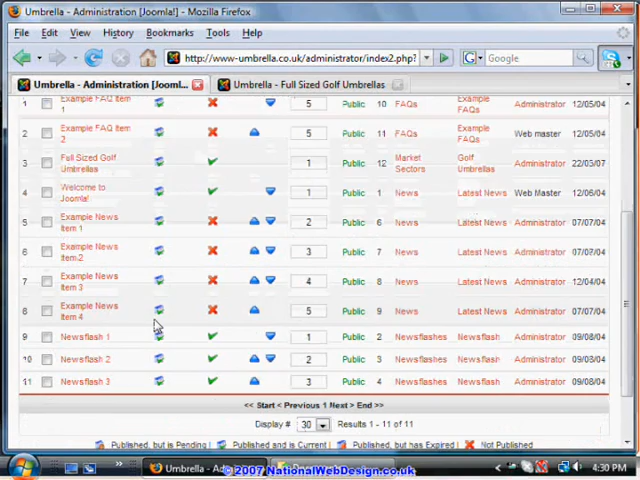 Umbrella - Administration [Joomla!] - Mozilla Firefox
File Edit View History Bookmarks Tools Help
http://www-umbrella.co.uk/administrator/index2.php? Google
Umbrella - Administration [Jooml... Umbrella - Full Sized Golf Umbrellas
1 Example FAQ Item 1 5 Public 10 FAQs Example FAQs Administrator 12/05/04
2 Example FAQ Item 2 5 Public 11 FAQs Example FAQs Web master 12/05/04
3 Full Sized Golf Umbrellas 1 Public 12 Market Sectors Golf Umbrellas Administrator 22/03/07
4 Welcome to Joomla! 1 Public 1 News Latest News Web Master 12/06/04
5 Example News Item 1 2 Public 6 News Latest News Administrator 07/07/04
6 Example News Item 2 3 Public 7 News Latest News Administrator 07/07/04
7 Example News Item 3 4 Public 8 News Latest News Administrator 12/04/04
8 Example News Item 4 5 Public 9 News Latest News Administrator 07/07/04
9 Newsflash 1 1 Public 2 Newsflashes Newsflashes Administrator 09/08/04
10 Newsflash 2 2 Public 3 Newsflashes Newsflashes Administrator 09/08/04
11 Newsflash 3 3 Public 4 Newsflashes Newsflashes Administrator 09/08/04
<< Start < Previous 1 Next > End >>
Display # 30 Results 1 - 11 of 11
Published, but is Pending | Published and is Current | Published, but has Expired | Not Published
Umbrella - Ad
© 2007 NationalWebDesign.co.uk
4:30 PM